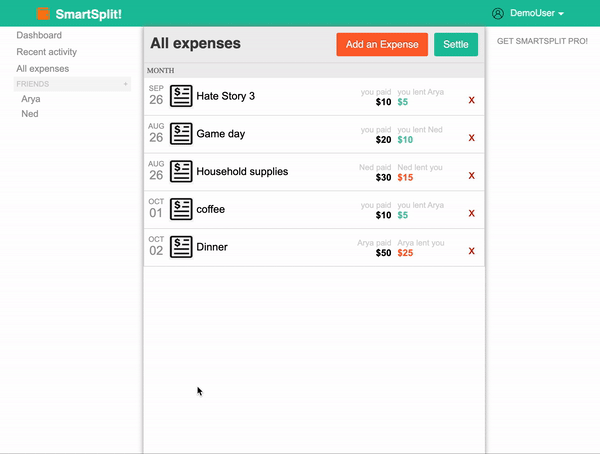 SmartSplit!
DemoUser
Dashboard
Recent activity
All expenses
FRIENDS +
Arya
Ned
All expenses
Add an Expense
Settle
GET SMARTSPLIT PRO!
MONTH
SEP 26 Hate Story 3 you paid $10 you lent Arya $5 X
AUG 26 Game day you paid $20 you lent Ned $10 X
AUG 26 Household supplies Ned paid $30 Ned lent you $15 X
OCT 01 coffee you paid $10 you lent Arya $5 X
OCT 02 Dinner Arya paid $50 Arya lent you $25 X